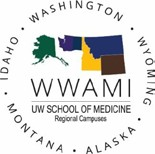 WASHINGTON • WYOMING • ALASKA • MONTANA • IDAHO •
WWAMI
UW SCHOOL OF MEDICINE
Regional Campuses